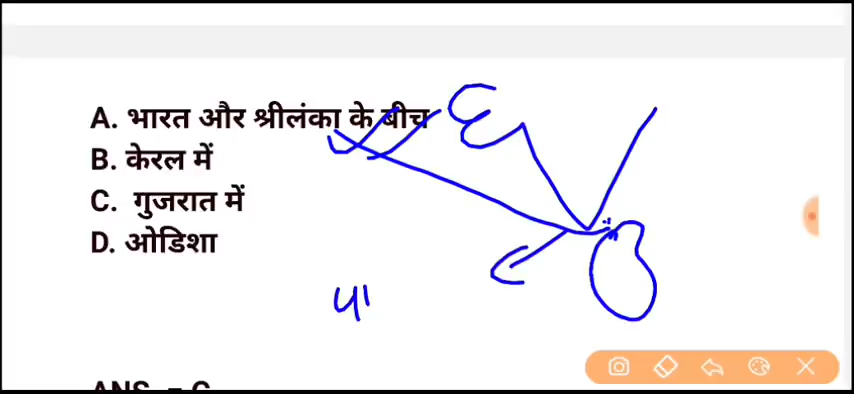 A. भारत और श्रीलंका के बीच
B. केरल में
C. गुजरात में
D. ओडिशा
पा